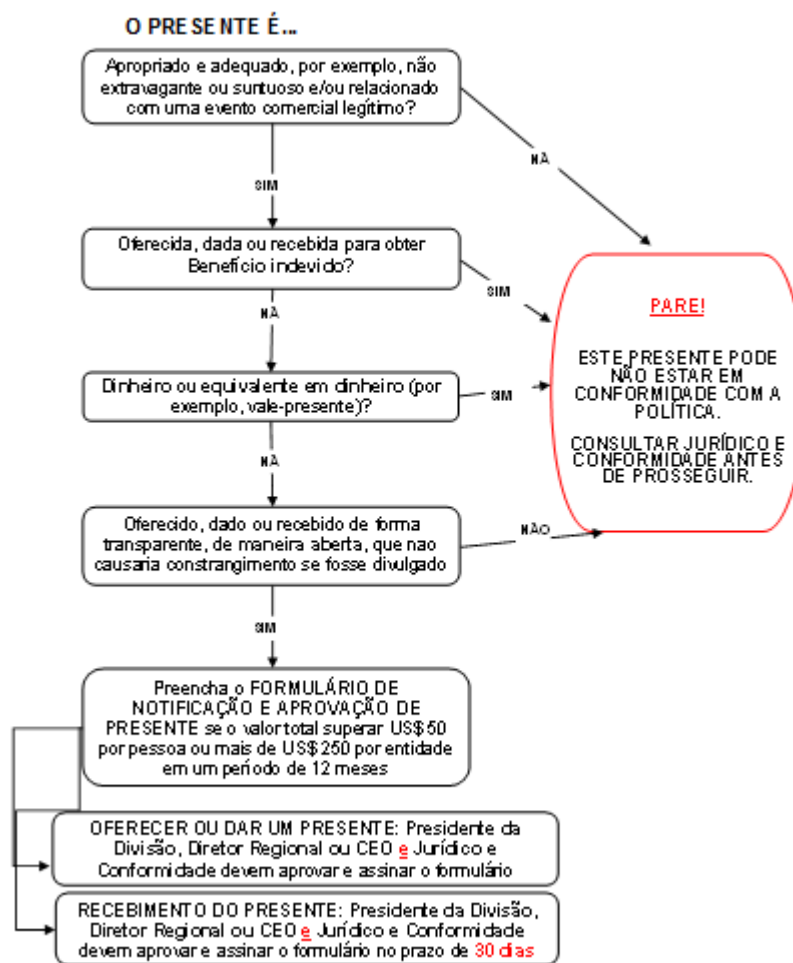 O PRESENTE É...
Apropriado e adequado, por exemplo, não
extravagante ou suntuoso e/ou relacionado
com uma evento comercial legítimo?
NÃ
SIM
Oferecida, dada ou recebida para obter
Benefício indevido?
SIM
NÃ
PARE!
ESTE PRESENTE PODE
NÃO ESTAR EM
CONFORMIDADE COM A
POLÍTICA.
CONSULTAR JURÍDICO E
CONFORMIDADE ANTES
DE PROSSEGUIR.
Dinheiro ou equivalente em dinheiro (por
exemplo, vale-presente)?
SIM
NÃ
Oferecido, dado ou recebido de forma
transparente, de maneira aberta, que nao
causaria constrangimento se fosse divulgado
NÃO
SIM
Preencha o FORMULÁRIO DE
NOTIFICAÇÃO E APROVAÇÃO DE
PRESENTE se o valor total superar US$50
por pessoa ou mais de US$250 por entidade
em um período de 12 meses
OFERECER OU DAR UM PRESENTE: Presidente da
Divisão, Diretor Regional ou CEO e Jurídico e
Conformidade devem aprovar e assinar o formulário
RECEBIMENTO DO PRESENTE: Presidente da Divisão,
Diretor Regional ou CEO e Jurídico e Conformidade
devem aprovar e assinar o formulário no prazo de 30 dias